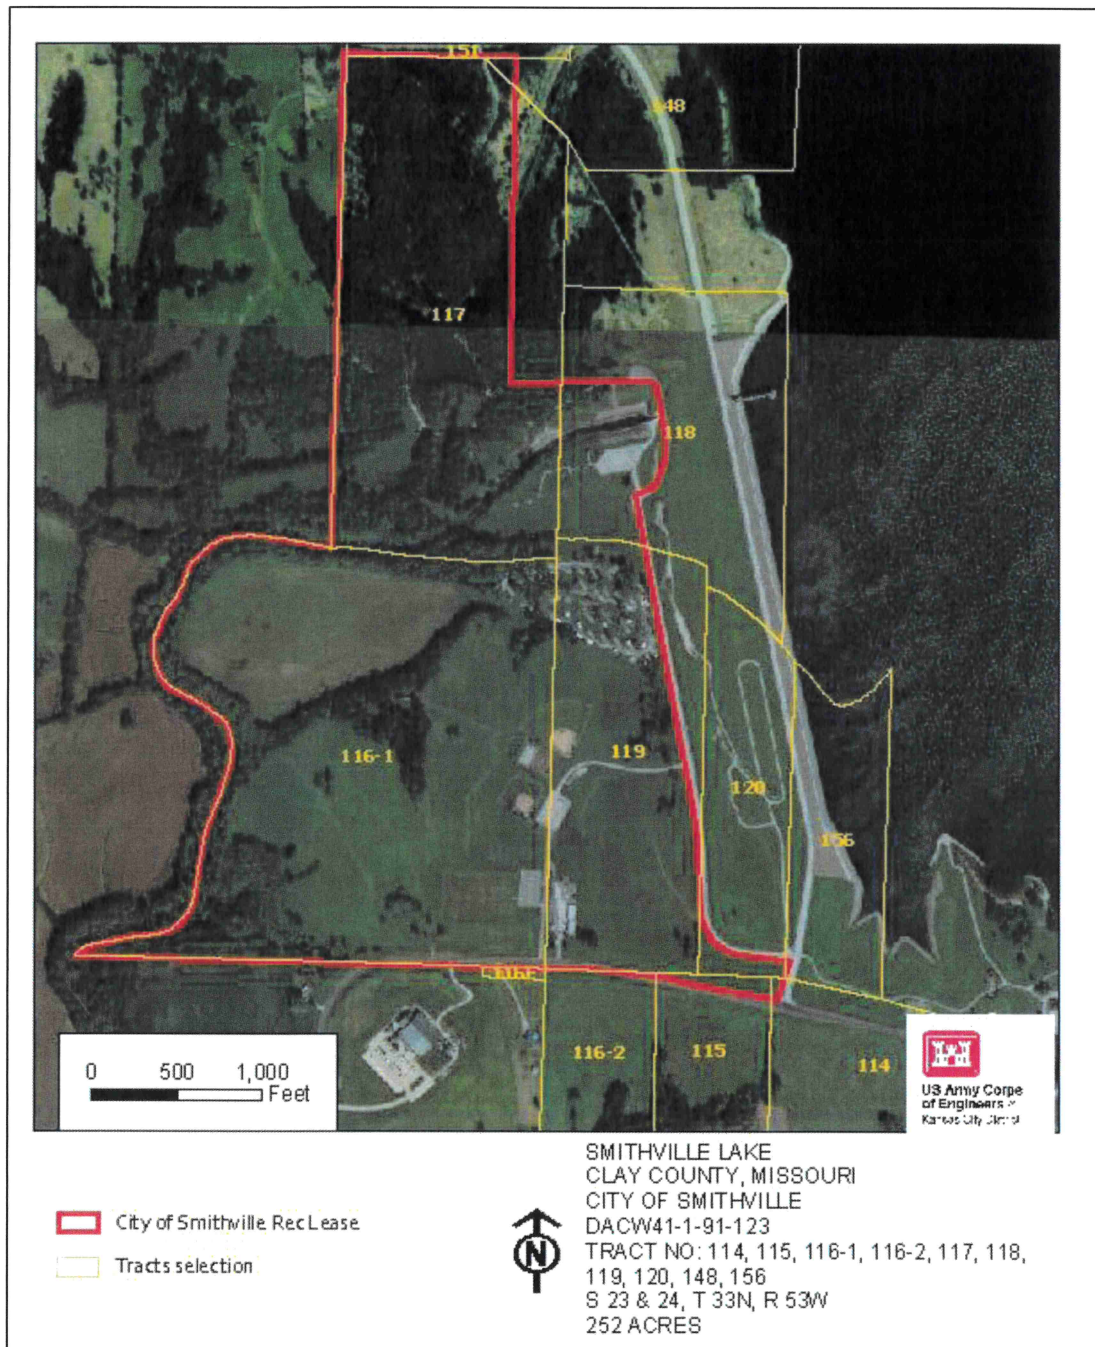 151
148
117
118
116-1
119
120
156
116-2
115
114
0 500 1,000
Feet
US Army Corps
of Engineers
Kansas City District
SMITHVILLE LAKE
CLAY COUNTY, MISSOURI
CITY OF SMITHVILLE
DACW41-1-91-123
TRACT NO: 114, 115, 116-1, 116-2, 117, 118,
119, 120, 148, 156
S 23 & 24, T 33N, R 53W
252 ACRES
City of Smithville Rec Lease
Tracts selection
N